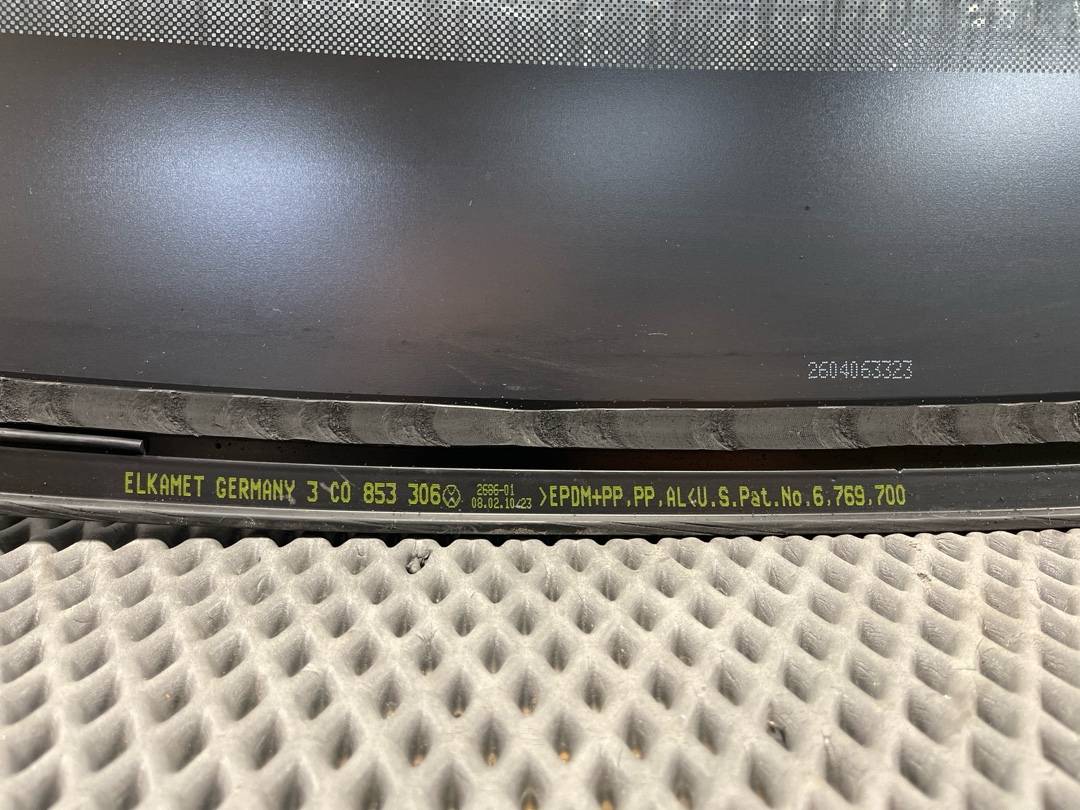 2604063323
ELKAMET GERMANY 3 C0 853 306 2686-01 >EPDM+PP,PP,AL<U.S.Pat.No.6,769,700
08.02.10